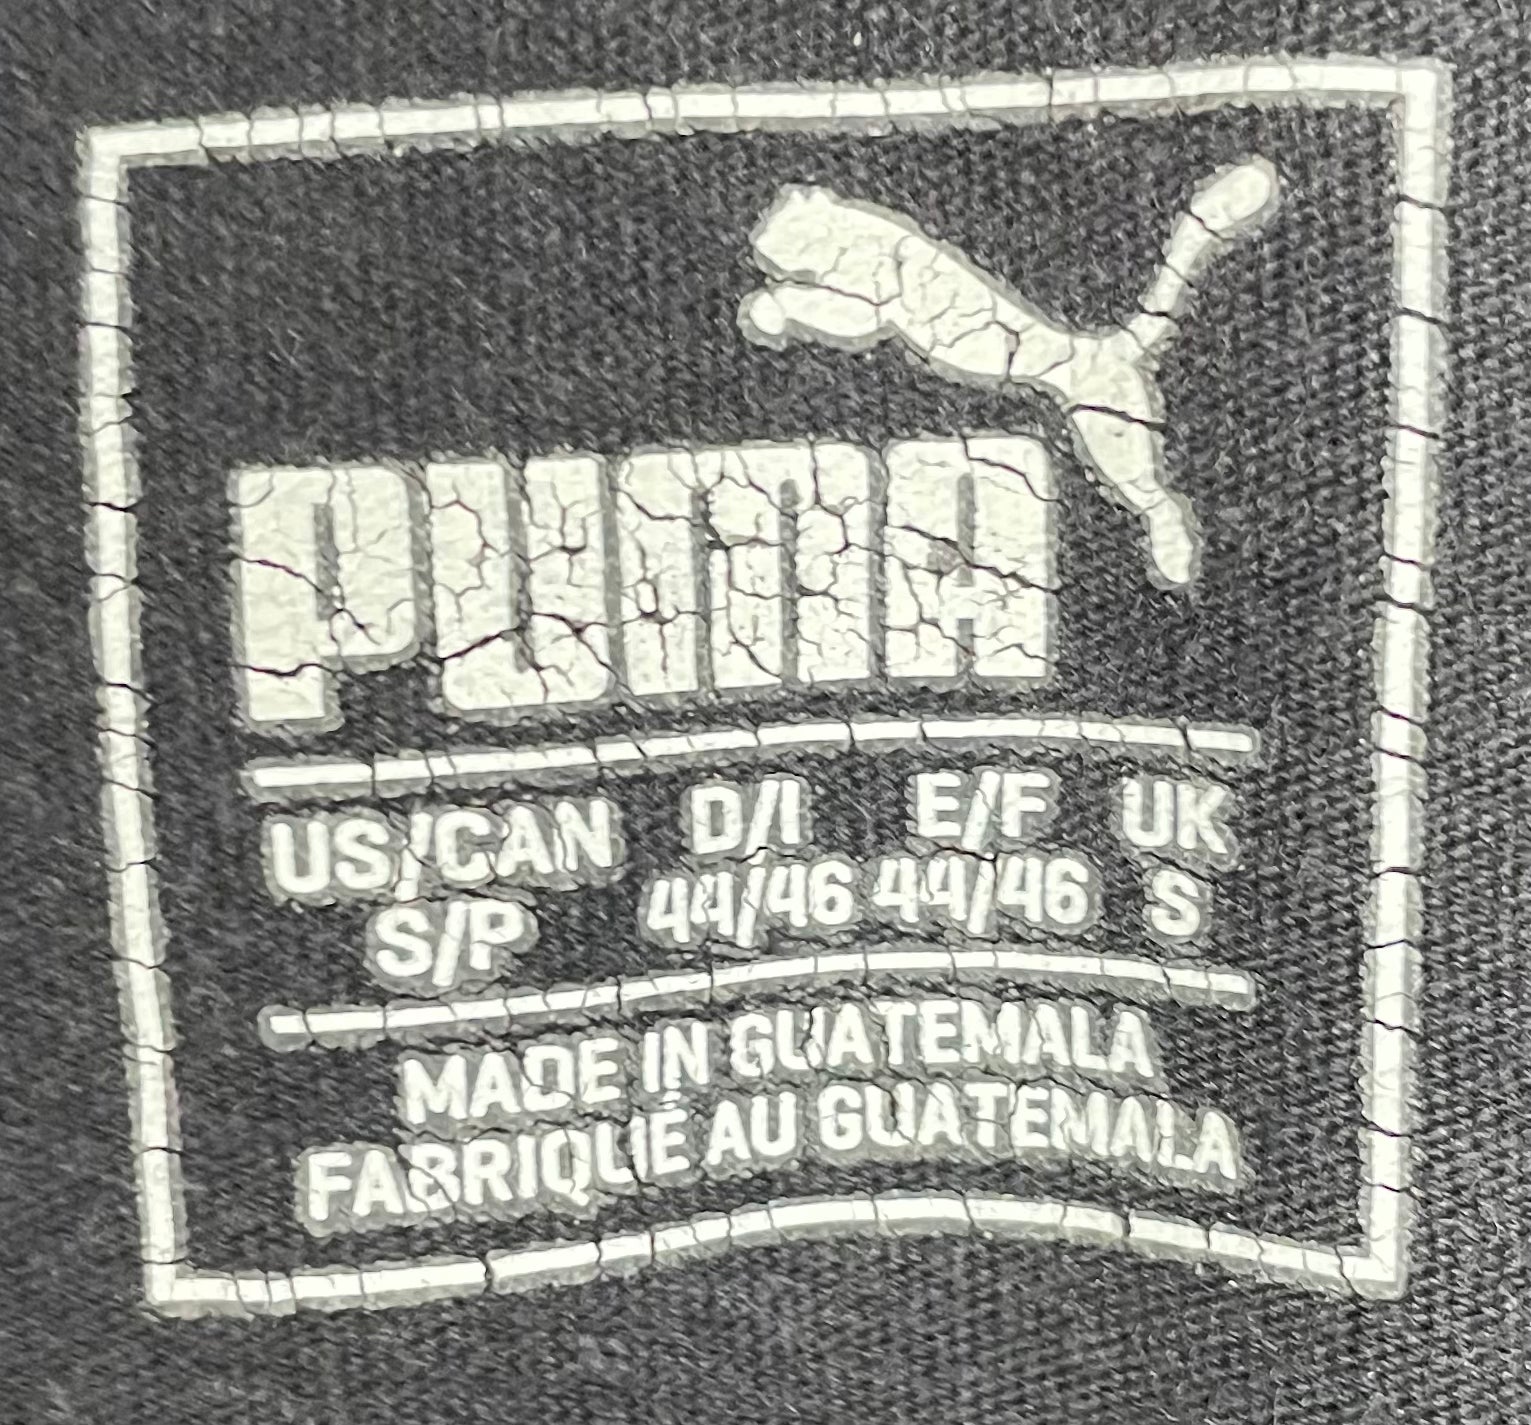 PUMA
US/CAN D/I E/F UK
S/P 44/46 44/46 S
MADE IN GUATEMALA
FABRIQUÉ AU GUATEMALA